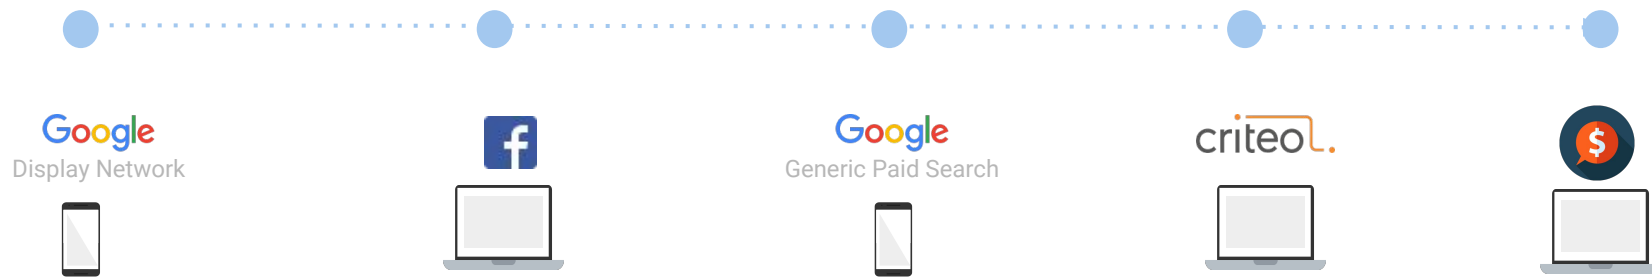 Google
Display Network
f
Google
Generic Paid Search
criteo
$